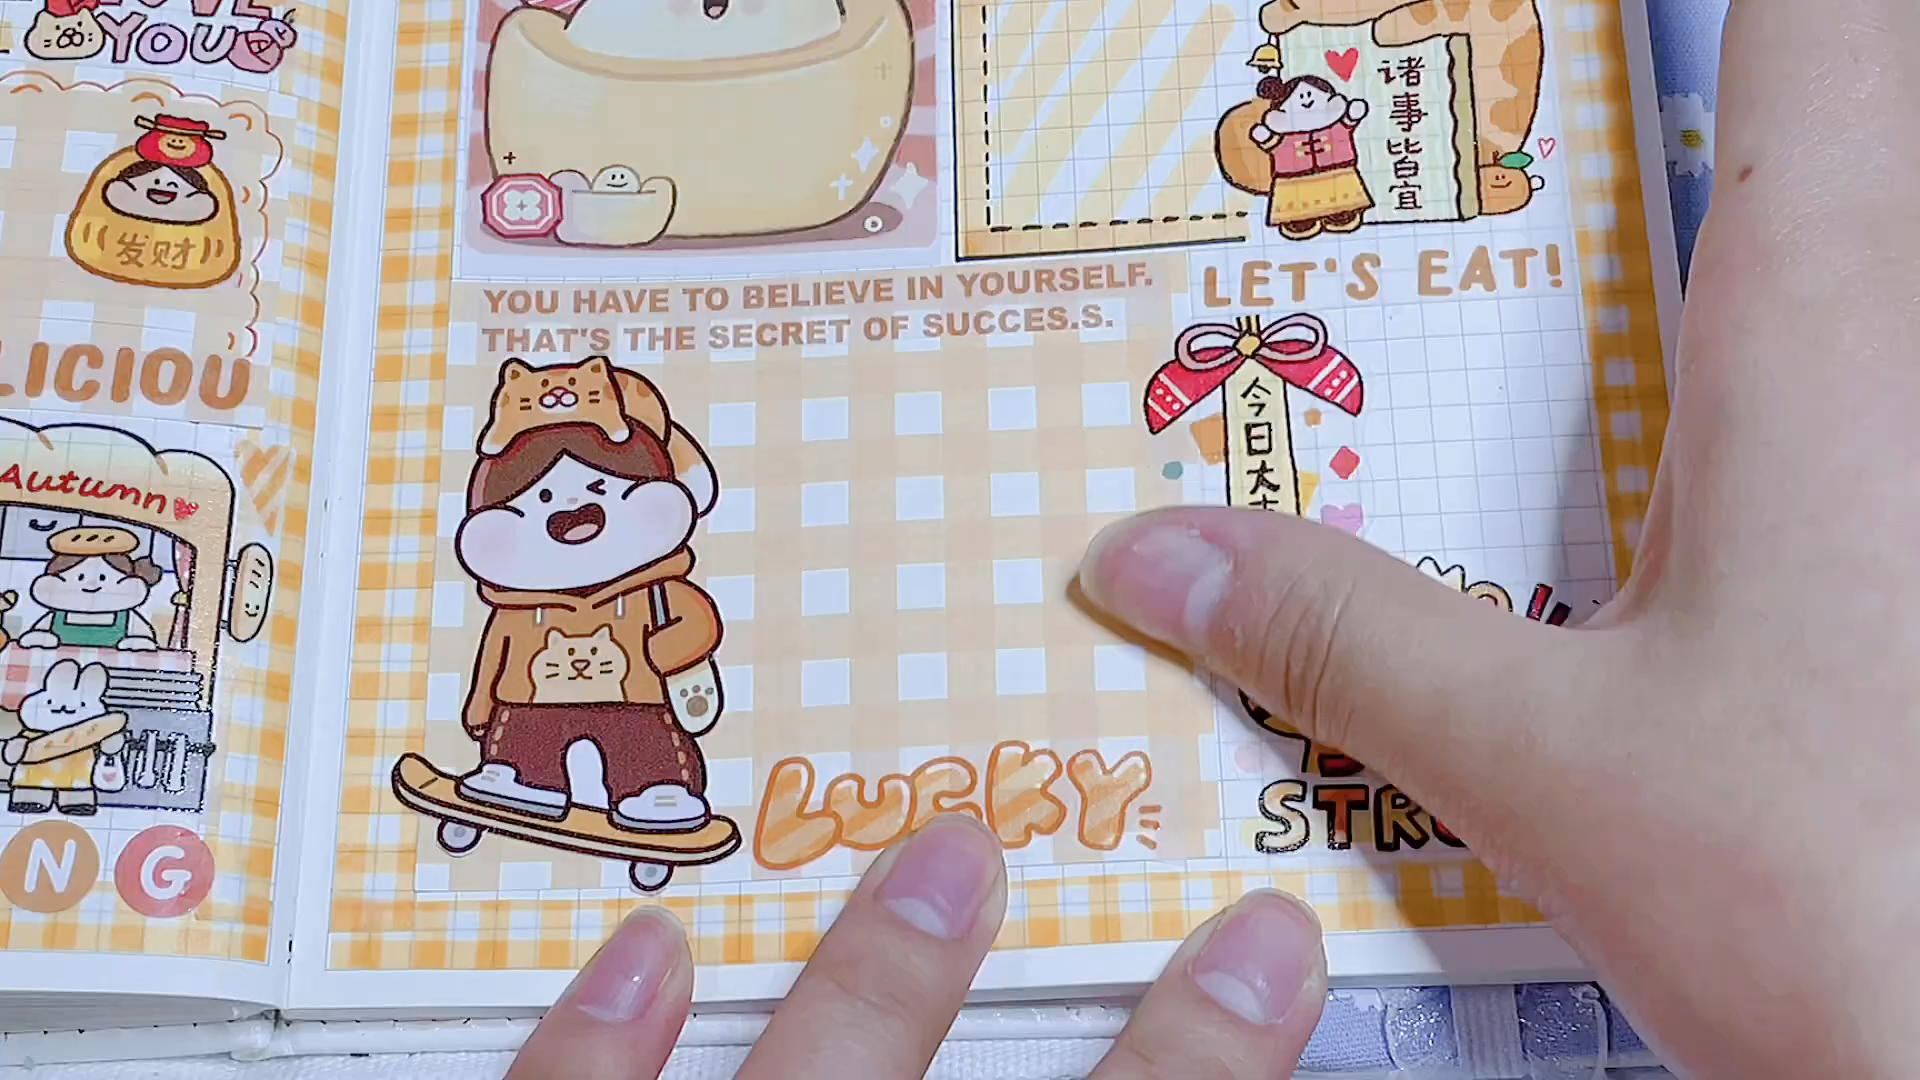 YOU
发财
LICIOU
Autumn
N G
诸事皆宜
YOU HAVE TO BELIEVE IN YOURSELF.
THAT'S THE SECRET OF SUCCES.S.
LET'S EAT!
今日大
LUCKY
STR